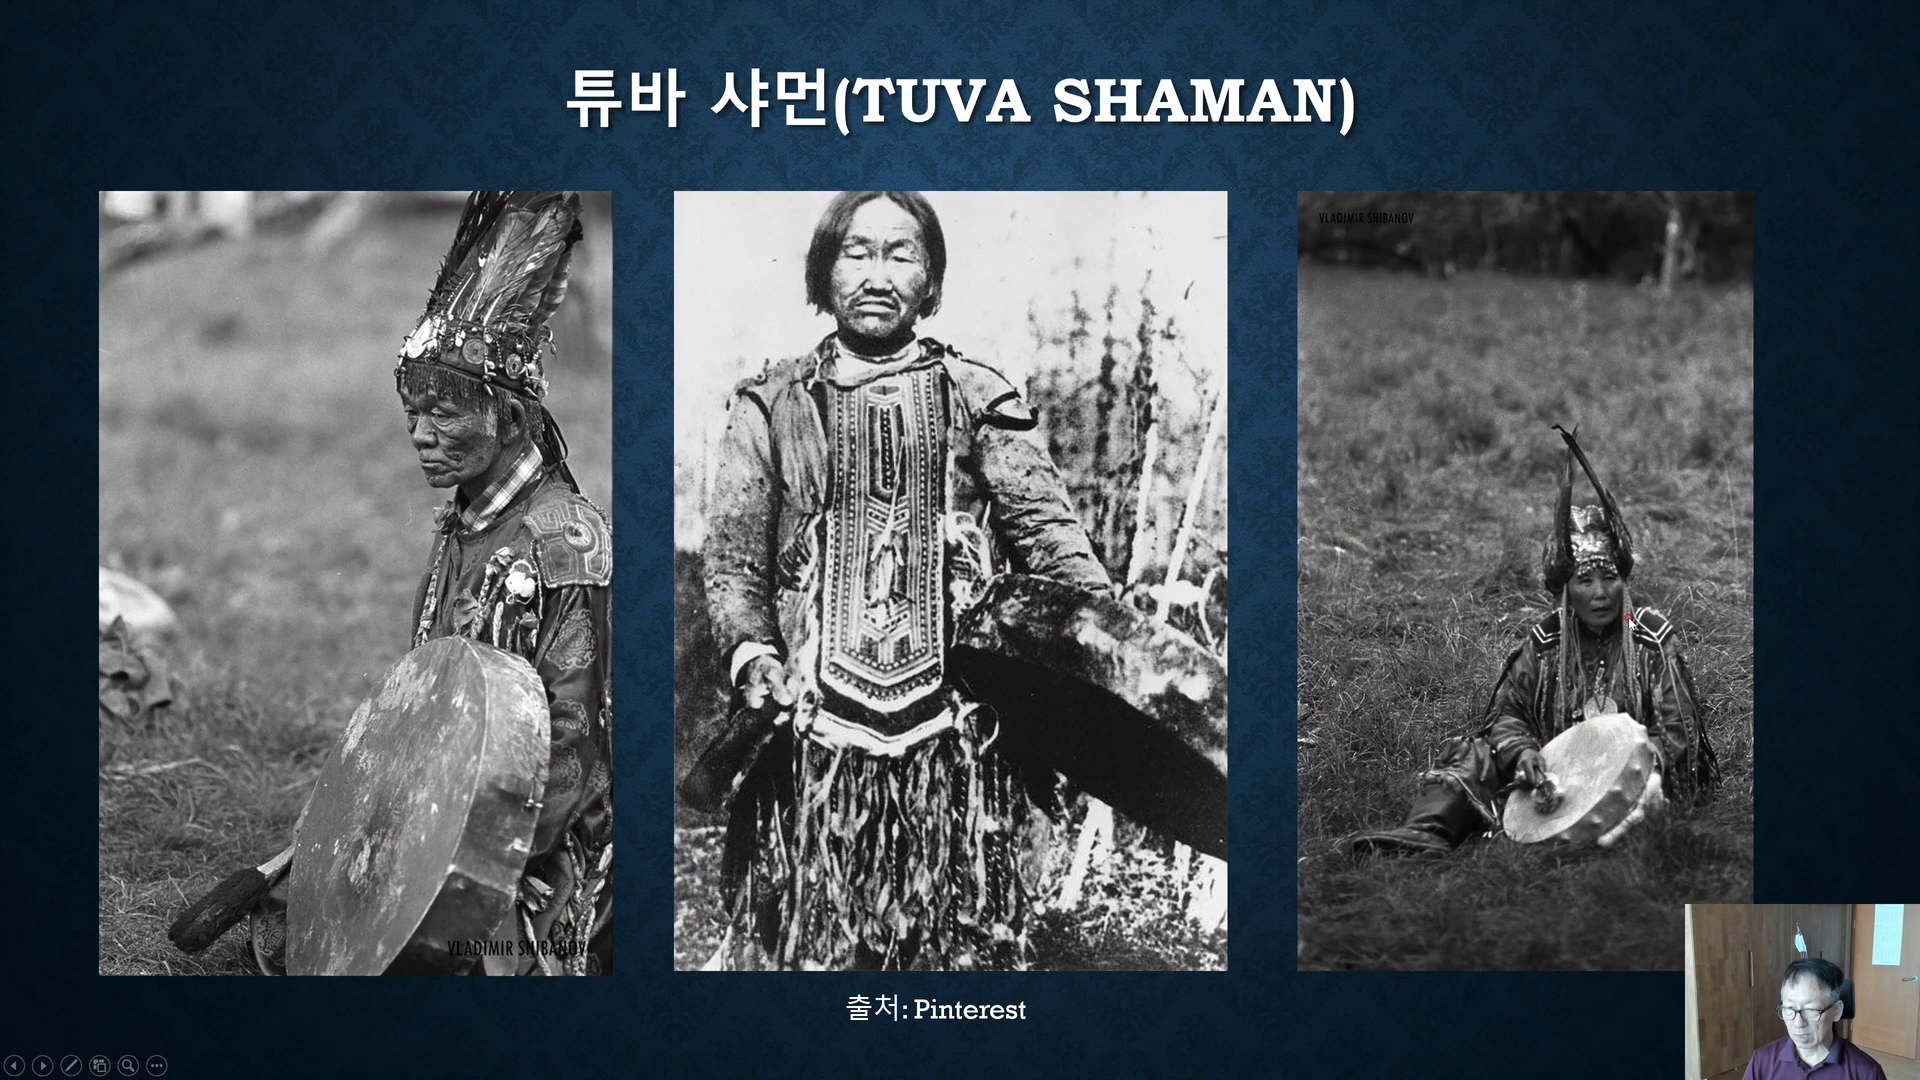 튜바 샤먼(TUVA SHAMAN)
VLADIMIR SHIBANOV
VLADIMIR SHIBANOV
출처: Pinterest